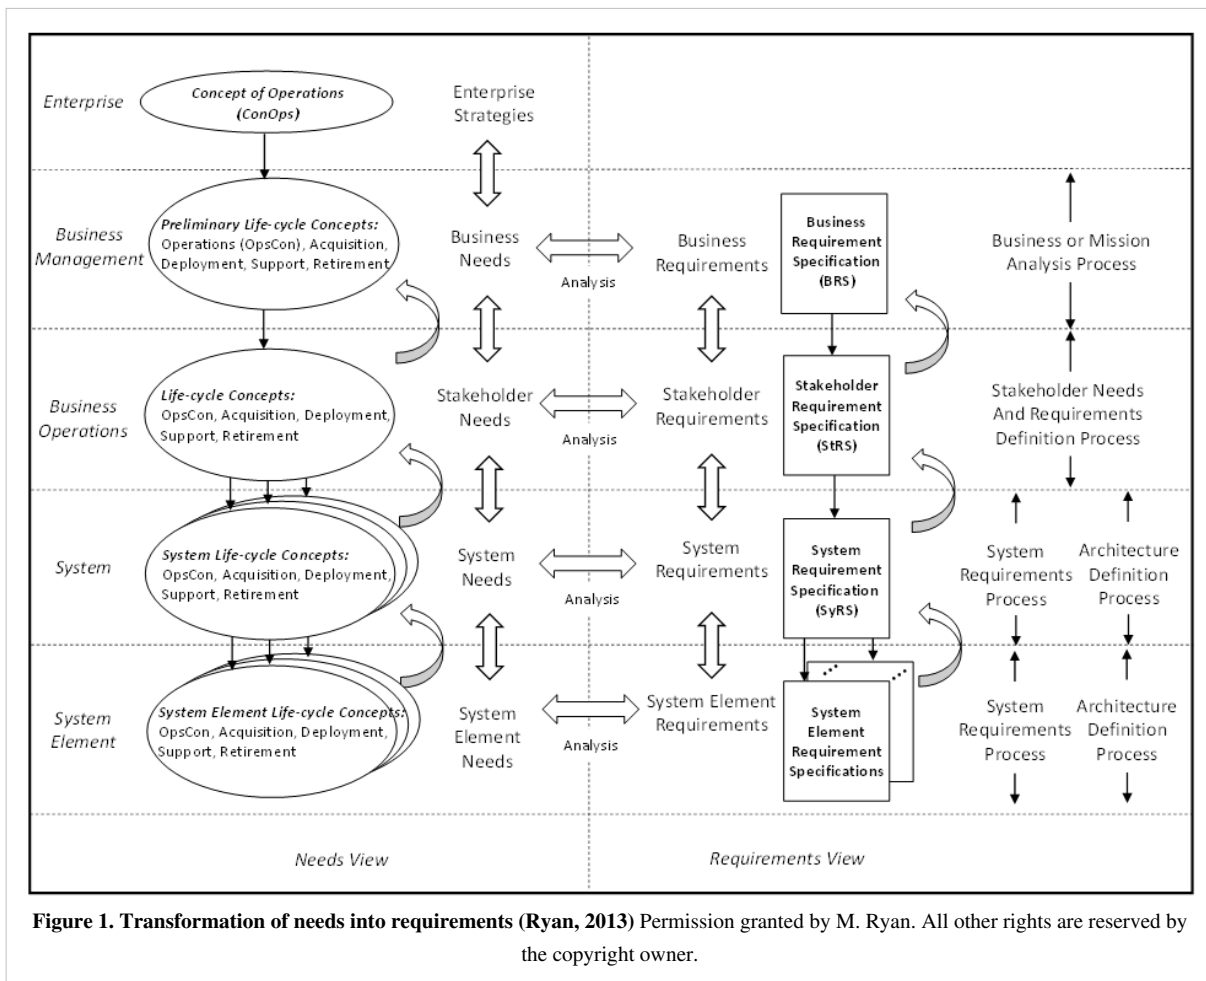 Enterprise
Concept of Operations
(ConOps)
Enterprise
Strategies
Business
Management
Preliminary Life-cycle Concepts:
Operations (OpsCon), Acquisition,
Deployment, Support, Retirement
Business
Needs
Analysis
Business
Requirements
Business
Requirement
Specification
(BRS)
Business or Mission
Analysis Process
Business
Operations
Life-cycle Concepts:
OpsCon, Acquisition, Deployment,
Support, Retirement
Stakeholder
Needs
Analysis
Stakeholder
Requirements
Stakeholder
Requirement
Specification
(StRS)
Stakeholder Needs
And Requirements
Definition Process
System
System Life-cycle Concepts:
OpsCon, Acquisition, Deployment,
Support, Retirement
System
Needs
Analysis
System
Requirements
System
Requirement
Specification
(SyRS)
System
Requirements
Process
Architecture
Definition
Process
System
Element
System Element Life-cycle Concepts:
OpsCon, Acquisition, Deployment,
Support, Retirement
System
Element
Needs
Analysis
System Element
Requirements
System
Element
Requirement
Specifications
System
Requirements
Process
Architecture
Definition
Process
Needs View
Requirements View
Figure 1. Transformation of needs into requirements (Ryan, 2013) Permission granted by M. Ryan. All other rights are reserved by
the copyright owner.